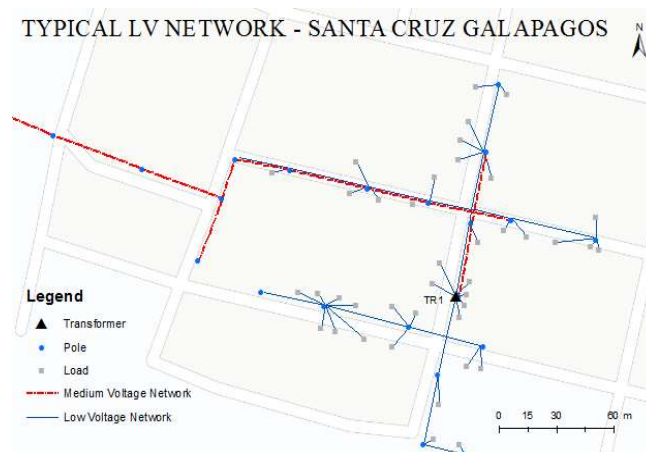 TYPICAL LV NETWORK - SANTA CRUZ GALAPAGOS
N
TR1
Legend
Transformer
Pole
Load
Medium Voltage Network
Low Voltage Network
0 15 30 60 m